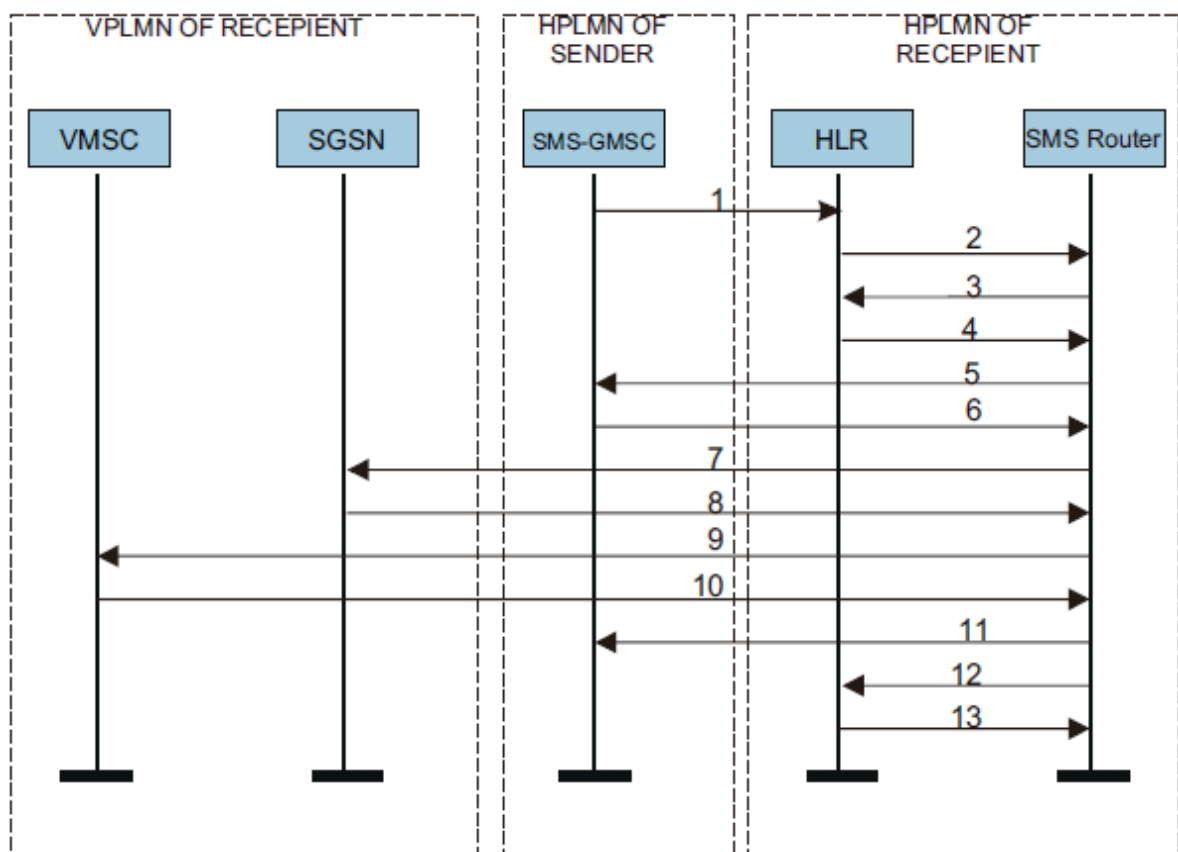 VPLMN OF RECEPIENT
HPLMN OF
SENDER
HPLMN OF
RECEPIENT
VMSC
SGSN
SMS-GMSC
HLR
SMS Router
1
2
3
4
5
6
7
8
9
10
11
12
13